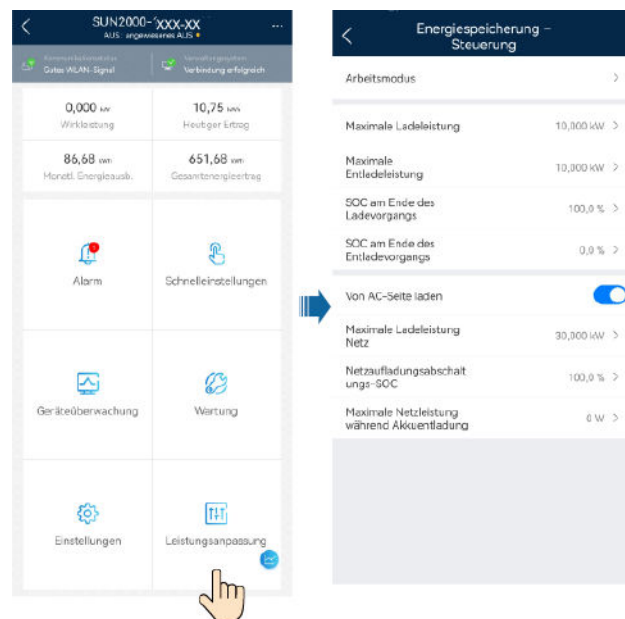 SUN2000-XXX-XX
AUS: angewiesenes AUS
Gutes WLAN-Signal
Verbindung erfolgreich
0,000 kW
10,75 kWh
Wirkleistung
Heutiger Ertrag
86,68 kWh
651,68 kWh
Monatl. Energieausb.
Gesamtenergieertrag
Alarm
Schnelleinstellungen
Geräteüberwachung
Wartung
Einstellungen
Leistungsanpassung
Energiespeicherung –
Steuerung
Arbeitsmodus
Maximale Ladeleistung
10,000 kW
Maximale
Entladeleistung
10,000 kW
SOC am Ende des
Ladevorgangs
100,0 %
SOC am Ende des
Entladevorgangs
0,0 %
Von AC-Seite laden
Maximale Ladeleistung
Netz
30,000 kW
Netzaufladungsabschalt
ungs-SOC
100,0 %
Maximale Netzleistung
während Akkuentladung
0 W